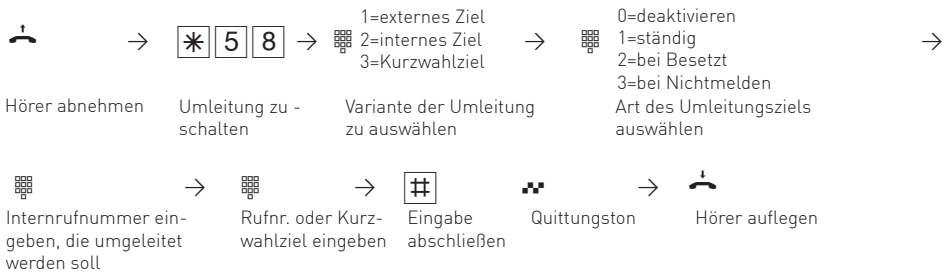 1=externes Ziel
0=deaktivieren
* 5 8
2=internes Ziel
1=ständig
3=Kurzwahlziel
2=bei Besetzt
3=bei Nichtmelden
Hörer abnehmen
Umleitung zu -
schalten
Variante der Umleitung
zu auswählen
Art des Umleitungsziels
auswählen
#
Internrufnummer ein-
geben, die umgeleitet
werden soll
Rufnr. oder Kurz-
wahlziel eingeben
Eingabe
abschließen
Quittungston
Hörer auflegen